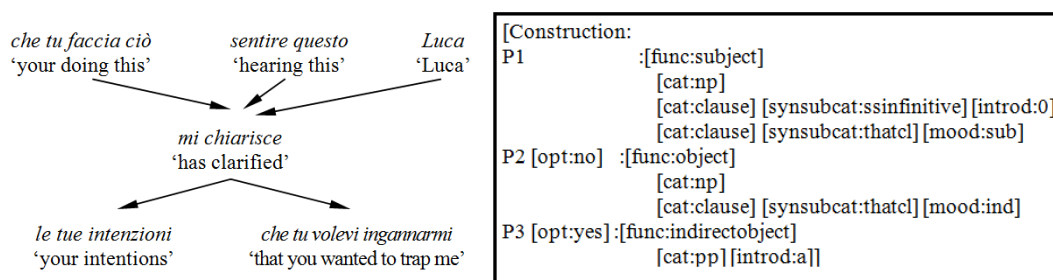 che tu faccia ciò sentire questo Luca
'your doing this' 'hearing this' 'Luca'
mi chiarisce
'has clarified'
le tue intenzioni che tu volevi ingannarmi
'your intentions' 'that you wanted to trap me'
[Construction:
P1 :[func:subject]
[cat:np]
[cat:clause] [synsubcat:ssinfinitive] [introd:0]
[cat:clause] [synsubcat:thatcl] [mood:sub]
P2 [opt:no] :[func:object]
[cat:np]
[cat:clause] [synsubcat:thatcl] [mood:ind]
P3 [opt:yes] :[func:indirectobject]
[cat:pp] [introd:a]]